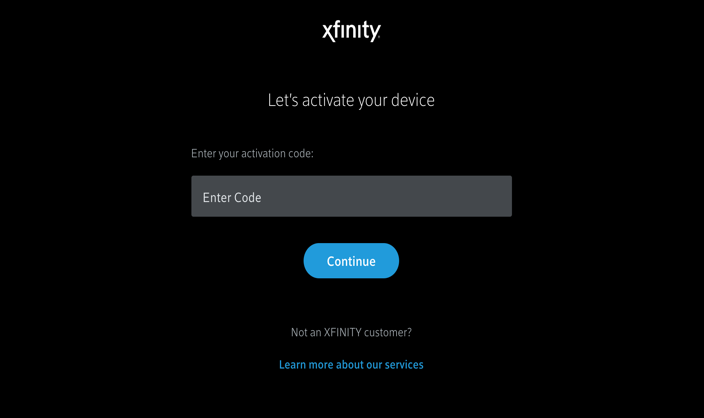 xfinity
Let's activate your device
Enter your activation code:
Enter Code
Continue
Not an XFINITY customer?
Learn more about our services